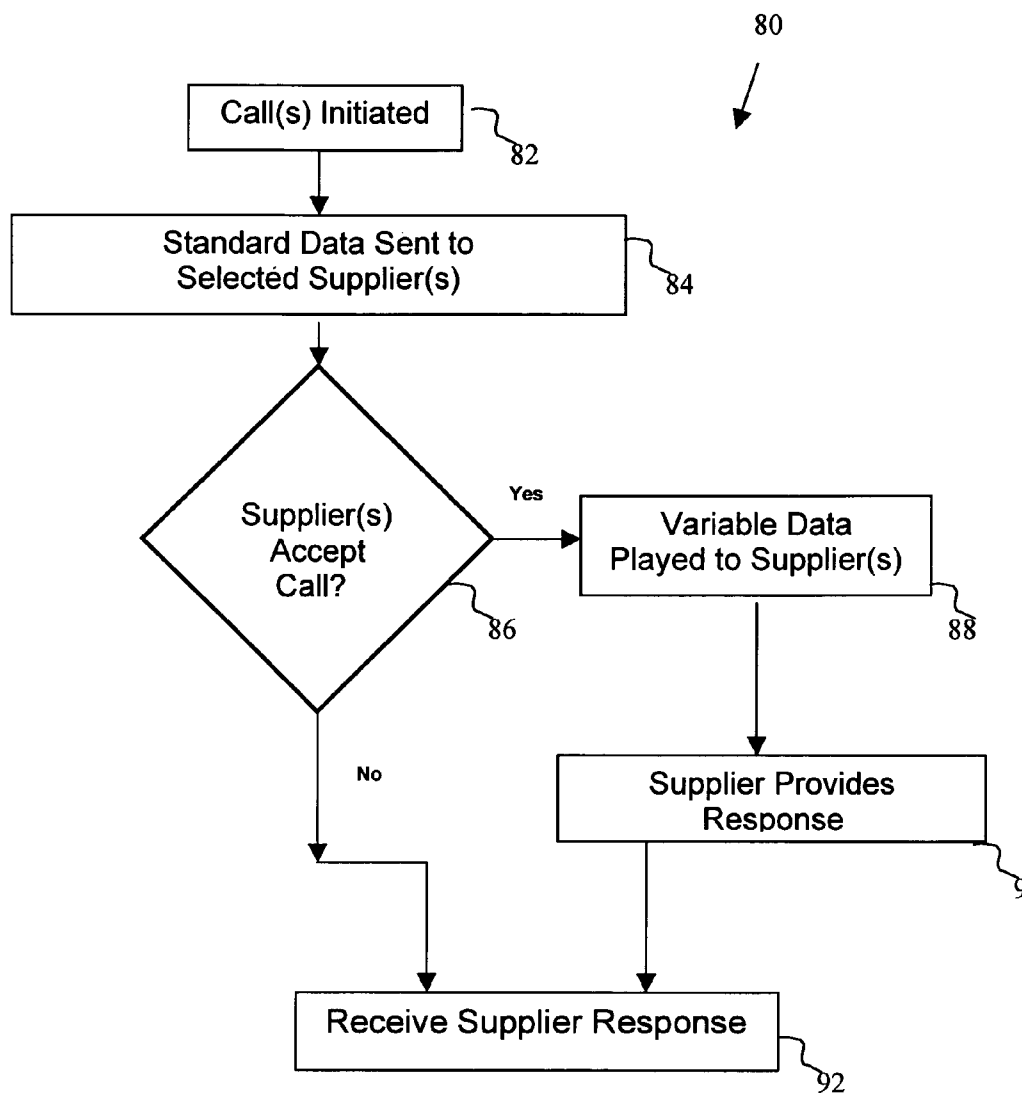 80
Call(s) Initiated
82
Standard Data Sent to
Selected Supplier(s)
84
Supplier(s)
Accept
Call?
86
Yes
Variable Data
Played to Supplier(s)
88
No
Supplier Provides
Response
9
Receive Supplier Response
92